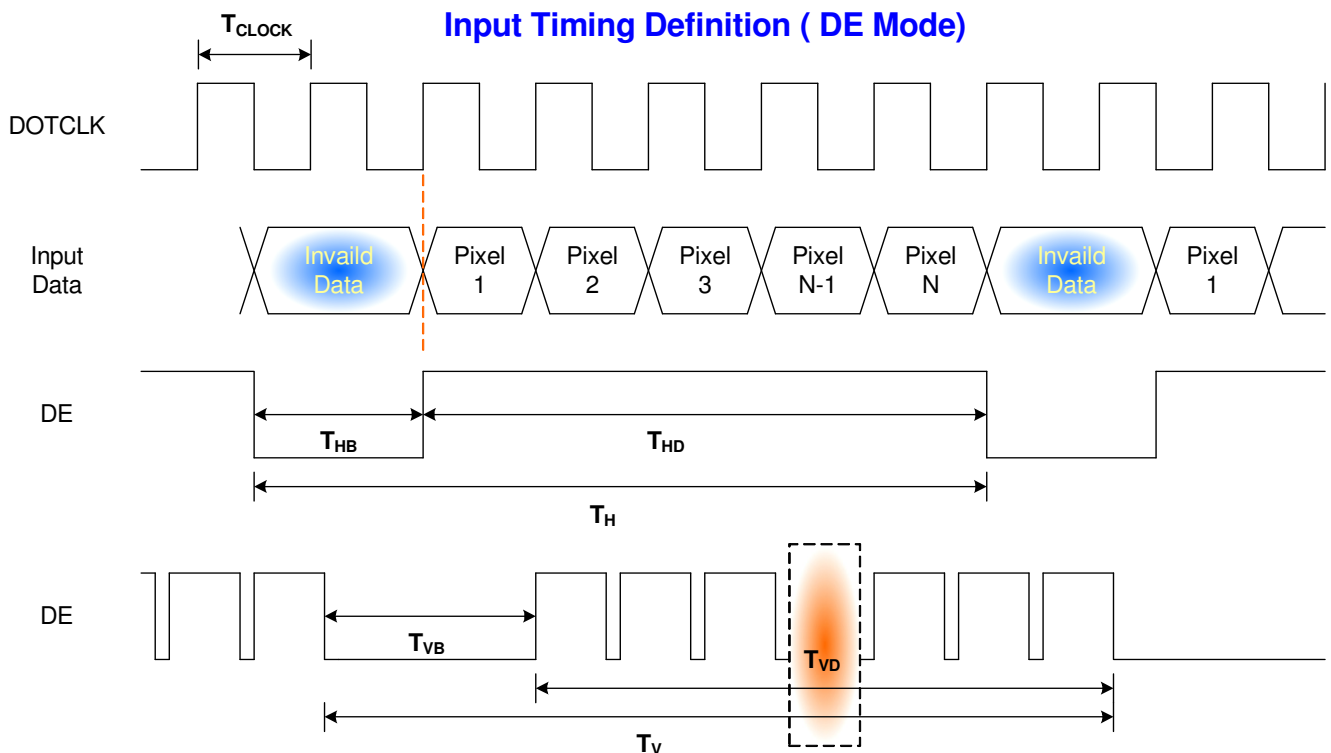 Input Timing Definition ( DE Mode)
TCLOCK
DOTCLK
Input
Data
Invaild
Data
Pixel
1
Pixel
2
Pixel
3
Pixel
N-1
Pixel
N
Invaild
Data
Pixel
1
DE
THB
THD
TH
DE
TVB
TVD
TV